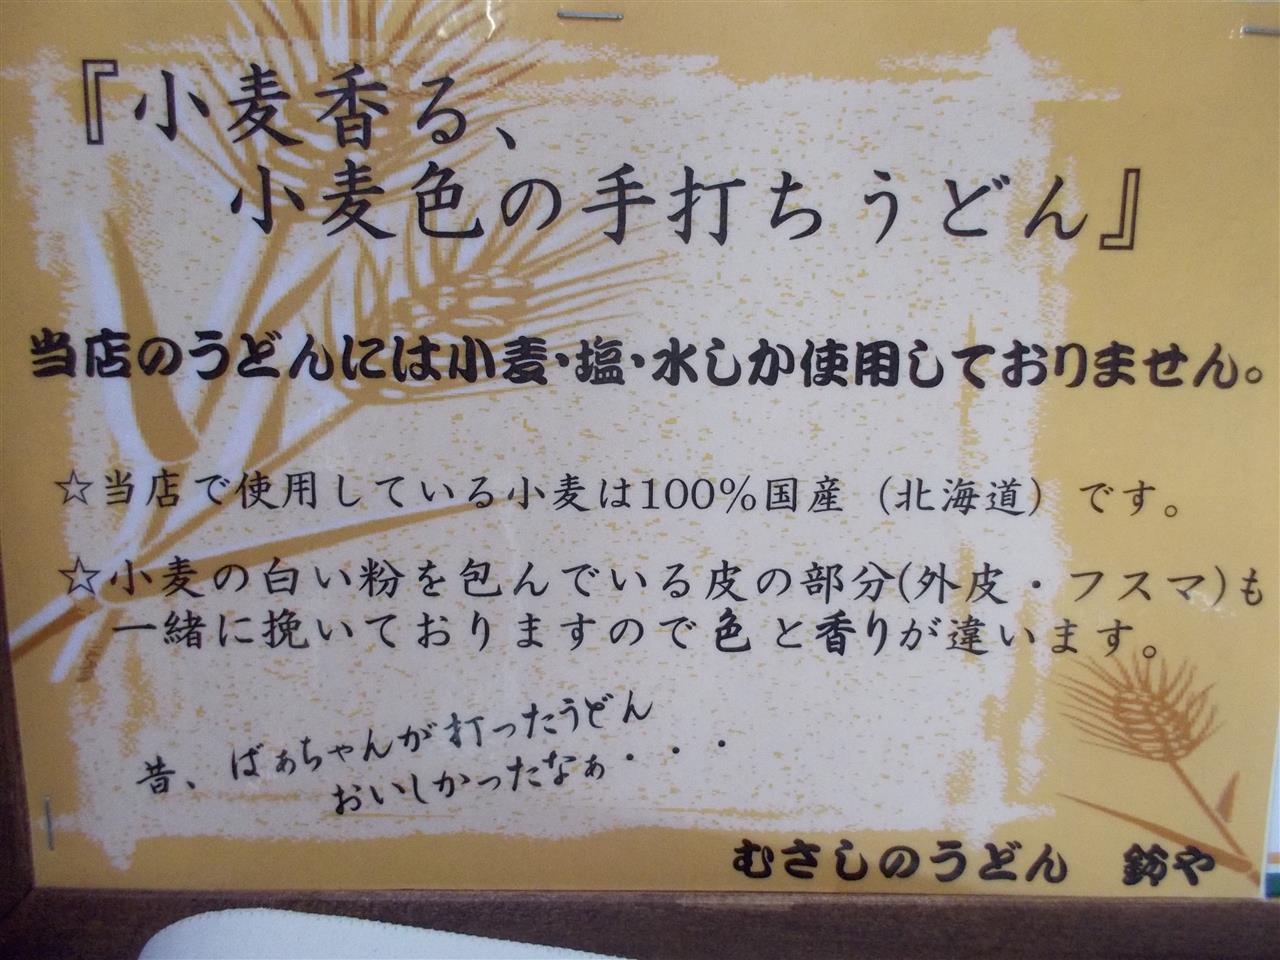 『小麦香る、
小麦色の手打ちうどん』
当店のうどんには小麦・塩・水しか使用しておりません。
☆当店で使用している小麦は100％国産（北海道）です。
☆小麦の白い粉を包んでいる皮の部分(外皮・フスマ)も
一緒に挽いておりますので色と香りが違います。
昔、ばぁちゃんが打ったうどん
おいしかったなぁ・・・
むさしのうどん　鈴や